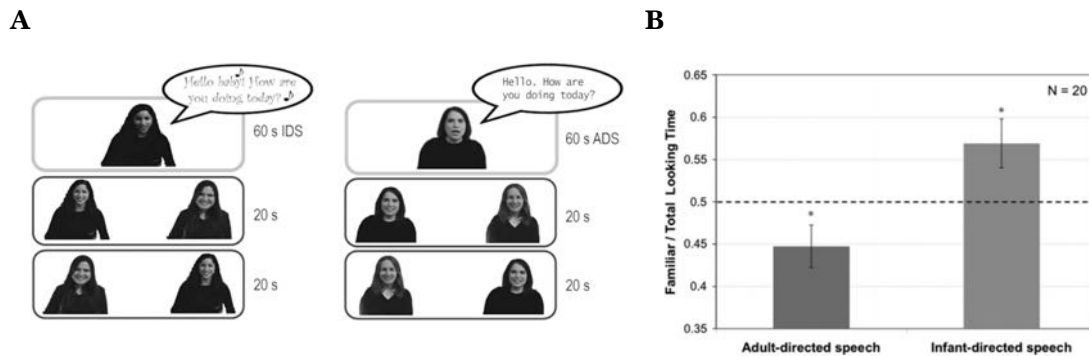 A
Hello baby! How are
you doing today?
60 s IDS
20 s
20 s
Hello. How are
you doing today?
60 s ADS
20 s
20 s
B
N = 20
Familiar / Total Looking Time
0.65
0.6
0.55
0.5
0.45
0.4
0.35
*
*
Adult-directed speech
Infant-directed speech